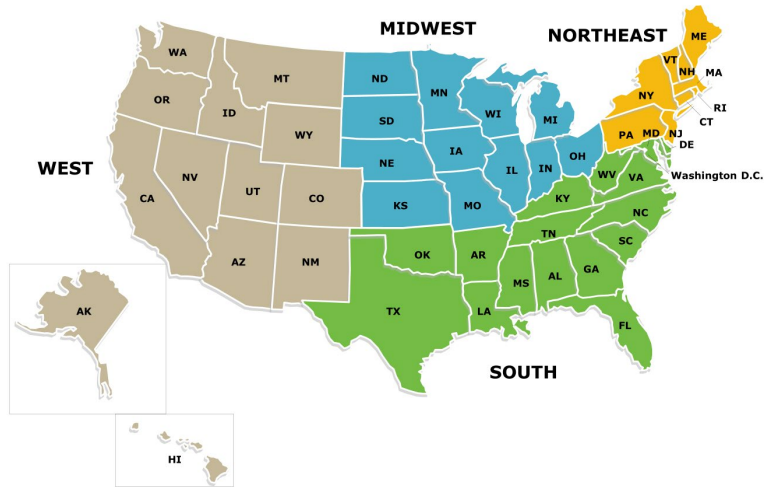 MIDWEST
NORTHEAST
WEST
SOUTH
WA
OR
ID
MT
WY
NV
CA
UT
CO
AZ
NM
AK
HI
ND
SD
NE
KS
MN
IA
MO
WI
IL
MI
IN
OH
OK
TX
AR
LA
KY
TN
MS
AL
GA
FL
SC
NC
VA
WV
ME
VT
NH
MA
RI
CT
NY
PA
MD
NJ
DE
Washington D.C.